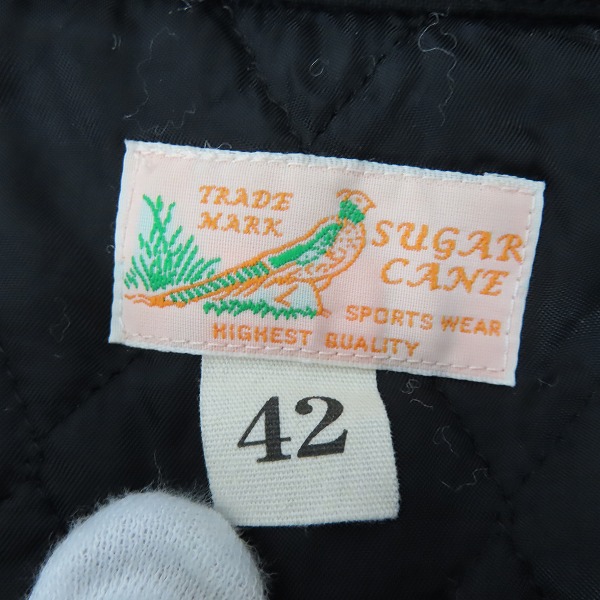 TRADE
MARK
SUGAR
CANE
SPORTS WEAR
HIGHEST QUALITY
42